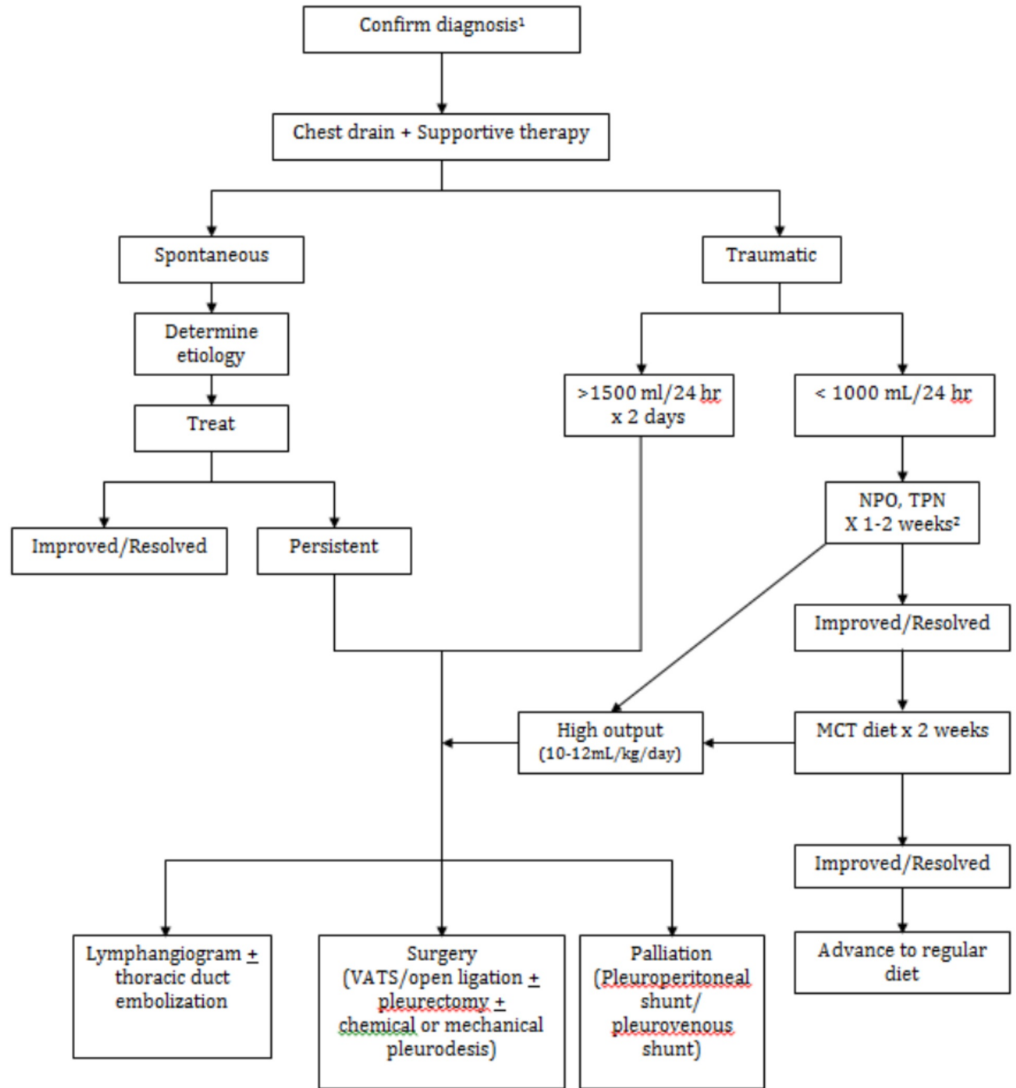 Confirm diagnosis¹
Chest drain + Supportive therapy
Spontaneous
Traumatic
Determine
etiology
>1500 ml/24 hr
x 2 days
< 1000 mL/24 hr
Treat
NPO, TPN
X 1-2 weeks²
Improved/Resolved
Persistent
Improved/Resolved
High output
(10-12mL/kg/day)
MCT diet x 2 weeks
Improved/Resolved
Lymphangiogram ±
thoracic duct
embolization
Surgery
(VATS/open ligation ±
pleurectomy ±
chemical or mechanical
pleurodesis)
Palliation
(Pleuroperitoneal
shunt/
pleurovenous
shunt)
Advance to regular
diet